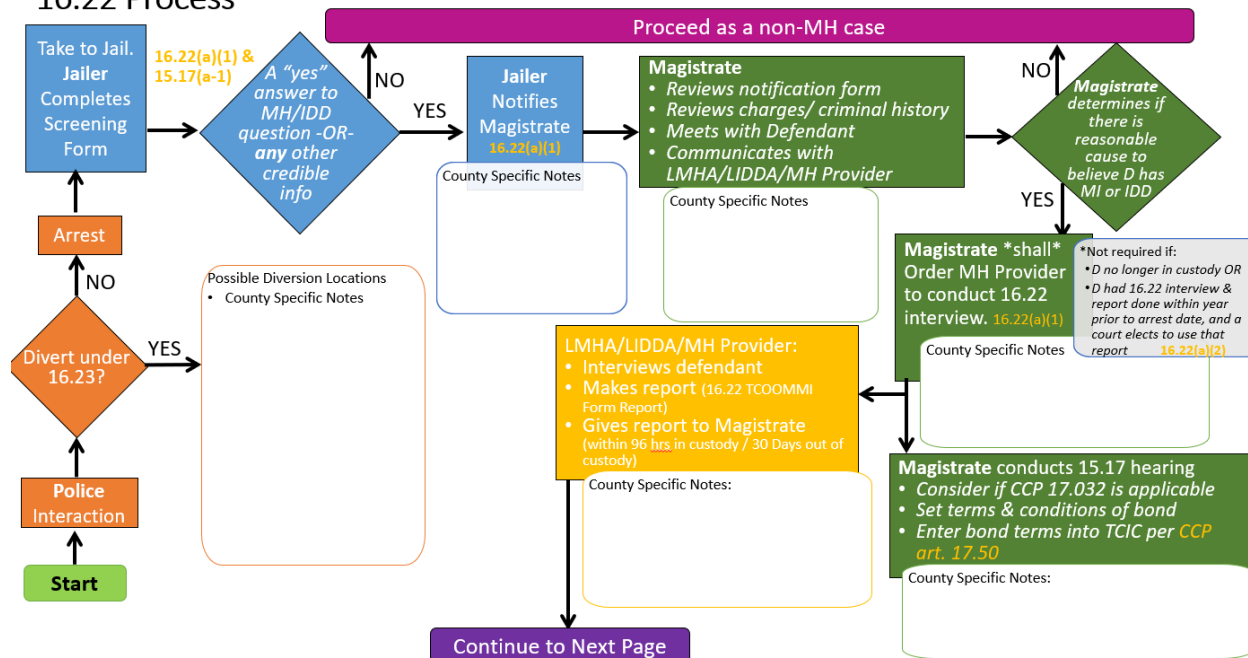 16.22 Process
Proceed as a non-MH case
Take to Jail.
Jailer
Completes
Screening
Form
16.22(a)(1) &
15.17(a-1)
A “yes”
answer to
MH/IDD
question -OR-
any other
credible
info
NO
YES
Jailer
Notifies
Magistrate
16.22(a)(1)
County Specific Notes
Magistrate
• Reviews notification form
• Reviews charges/ criminal history
• Meets with Defendant
• Communicates with
LMHA/LIDDA/MH Provider
County Specific Notes
NO
Magistrate
determines if
there is
reasonable
cause to
believe D has
MI or IDD
YES
Magistrate *shall*
Order MH Provider
to conduct 16.22
interview. 16.22(a)(1)
*Not required if:
•D no longer in custody OR
•D had 16.22 interview &
report done within year
prior to arrest date, and a
court elects to use that
report 16.22(a)(2)
County Specific Notes
Arrest
NO
Divert under
16.23?
YES
Possible Diversion Locations
• County Specific Notes
Police
Interaction
Start
LMHA/LIDDA/MH Provider:
• Interviews defendant
• Makes report (16.22 TCOOMMI
Form Report)
• Gives report to Magistrate
(within 96 hrs in custody / 30 Days out of
custody)
County Specific Notes:
Magistrate conducts 15.17 hearing
• Consider if CCP 17.032 is applicable
• Set terms & conditions of bond
• Enter bond terms into TCIC per CCP
art. 17.50
County Specific Notes:
Continue to Next Page